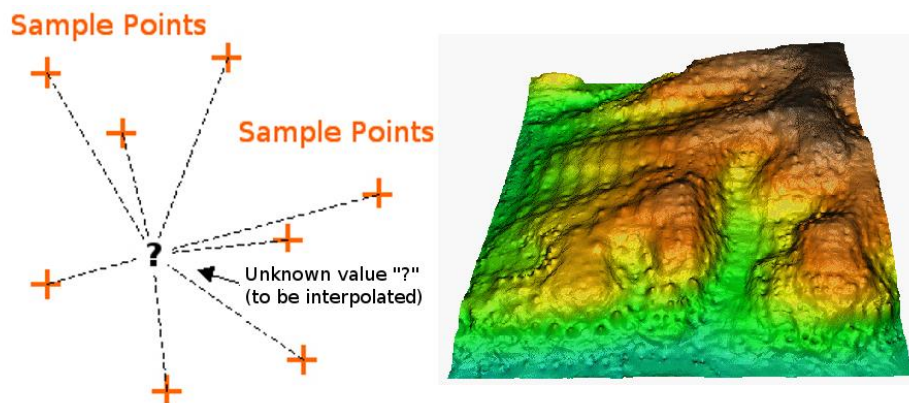 Sample Points
Sample Points
?
Unknown value "?"
(to be interpolated)